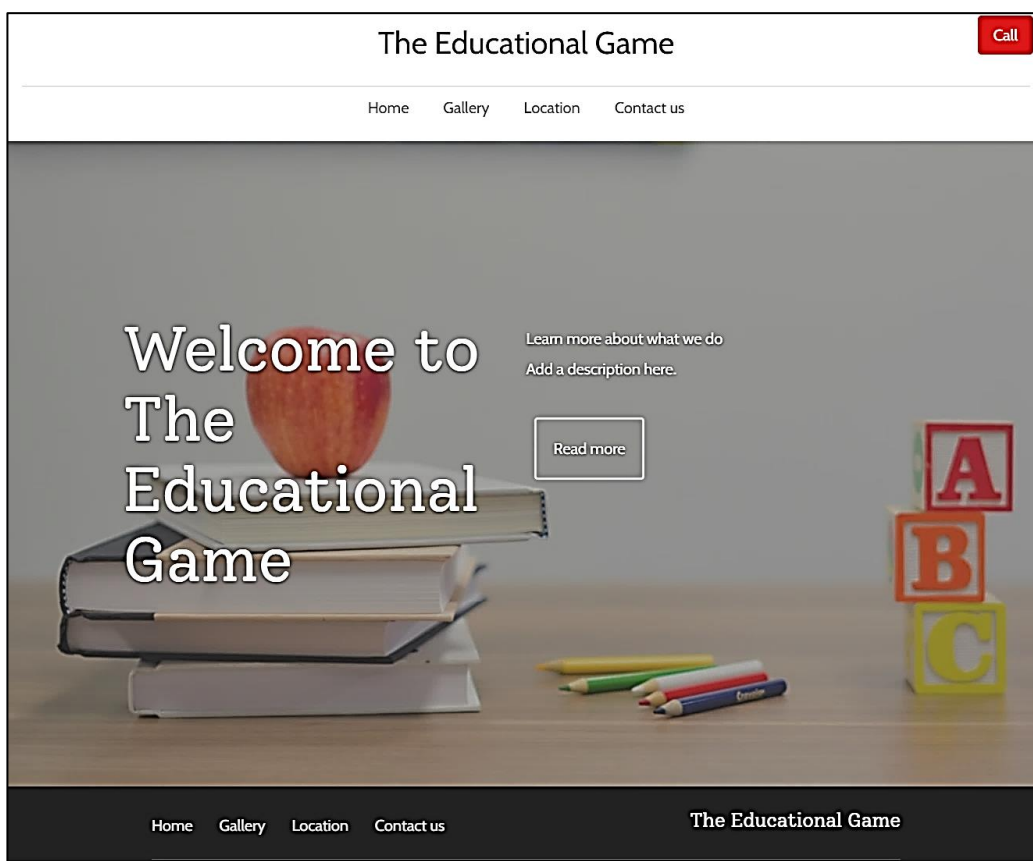 The Educational Game
Call
Home Gallery Location Contact us
Welcome to
The
Educational
Game
Learn more about what we do
Add a description here.
Read more
A
B
C
Crayola
Home Gallery Location Contact us
The Educational Game